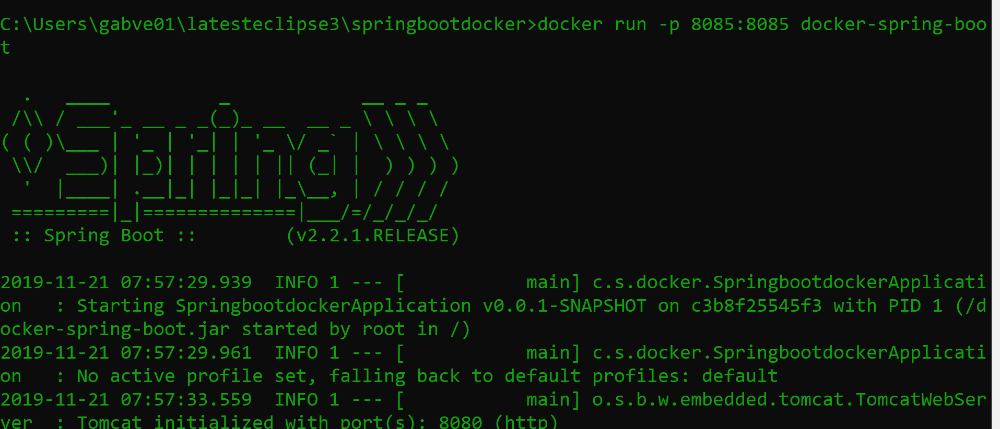 C:\Users\gabve01\latesteclipse3\springbootdocker>docker run -p 8085:8085 docker-spring-boo
t

  .   ____          _            __ _ _
 /\\ / ___'_ __ _ _(_)_ __  __ _ \ \ \ \
( ( )\___ | '_ | '_| | '_ \/ _` | \ \ \ \
 \\/  ___)| |_)| | | | | || (_| |  ) ) ) )
  '  |____| .__|_| |_|_| |_\__, | / / / /
 =========|_|==============|___/=/_/_/_/
 :: Spring Boot ::        (v2.2.1.RELEASE)

2019-11-21 07:57:29.939  INFO 1 --- [           main] c.s.docker.SpringbootdockerApplicati
on   : Starting SpringbootdockerApplication v0.0.1-SNAPSHOT on c3b8f25545f3 with PID 1 (/d
ocker-spring-boot.jar started by root in /)
2019-11-21 07:57:29.961  INFO 1 --- [           main] c.s.docker.SpringbootdockerApplicati
on   : No active profile set, falling back to default profiles: default
2019-11-21 07:57:33.559  INFO 1 --- [           main] o.s.b.w.embedded.tomcat.TomcatWebSer
ver  : Tomcat initialized with port(s): 8080 (http)